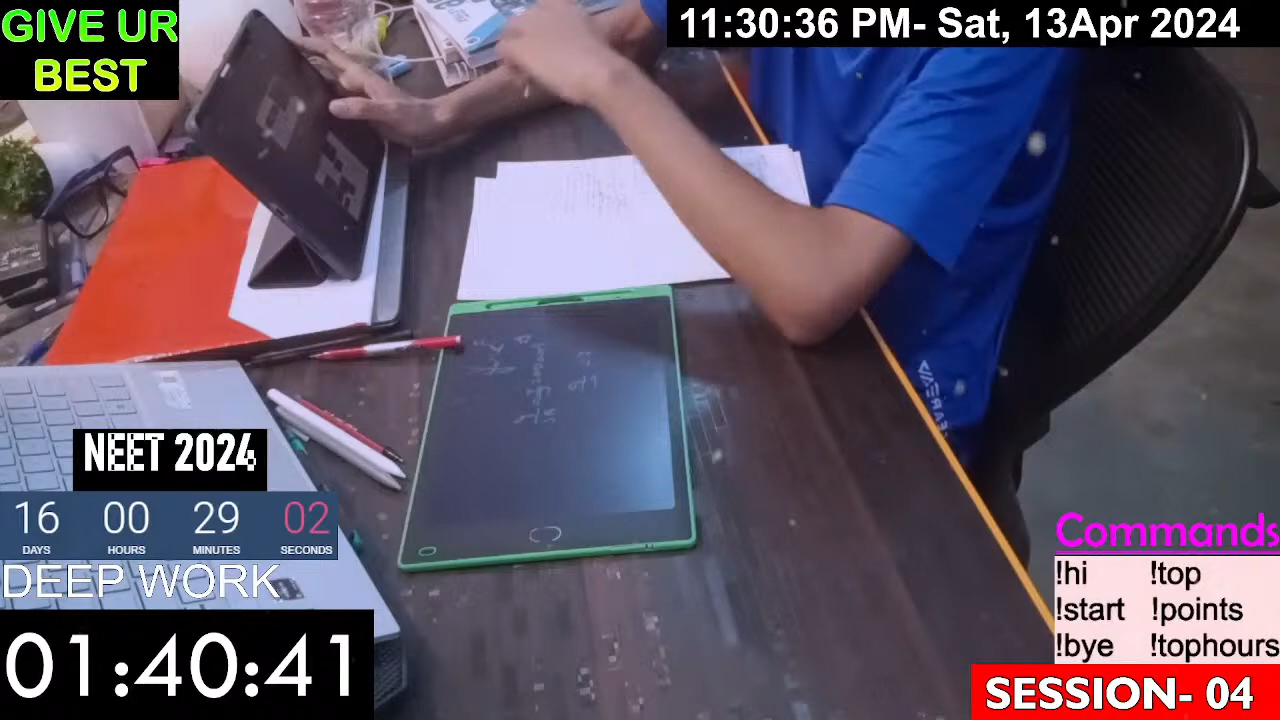 GIVE UR
BEST
11:30:36 PM- Sat, 13Apr 2024
NEET 2024
16 00 29 02
DAYS HOURS MINUTES SECONDS
DEEP WORK
01:40:41
Commands
!hi !top
!start !points
!bye !tophours
SESSION- 04